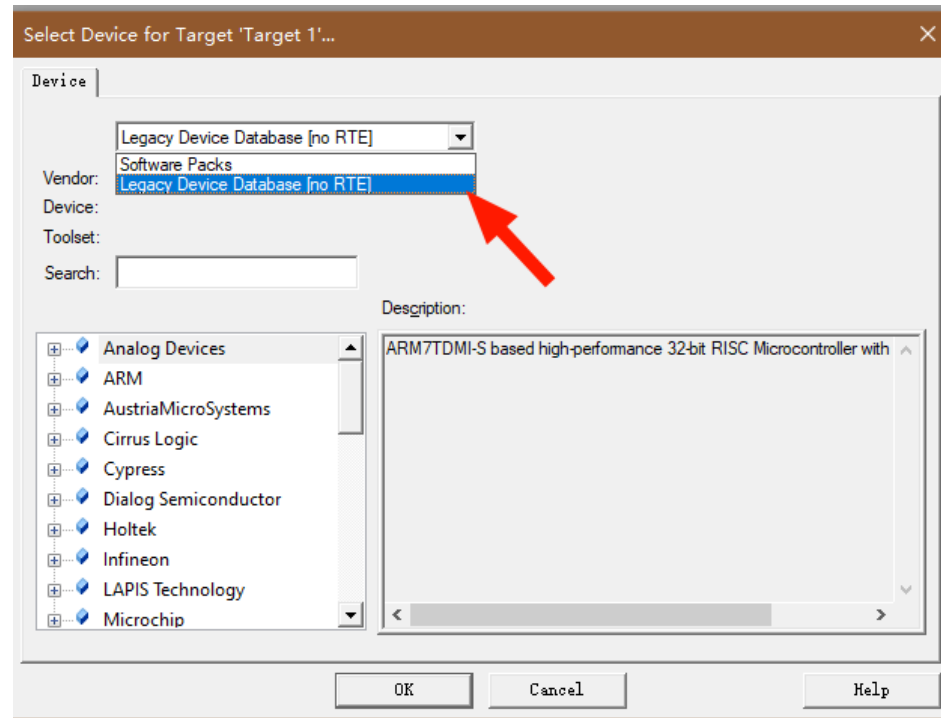 Select Device for Target 'Target 1'...
Device
Legacy Device Database [no RTE]
Software Packs
Legacy Device Database [no RTE]
Vendor:
Device:
Toolset:
Search:
Description:
Analog Devices
ARM
AustriaMicroSystems
Cirrus Logic
Cypress
Dialog Semiconductor
Holtek
Infineon
LAPIS Technology
Microchip
ARM7TDMI-S based high-performance 32-bit RISC Microcontroller with
OK
Cancel
Help